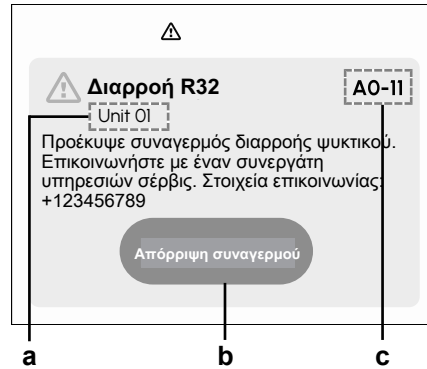 Διαρροή R32
A0-11
Unit 01
Προέκυψε συναγερμός διαρροής ψυκτικού.
Επικοινωνήστε με έναν συνεργάτη
υπηρεσιών σέρβις. Στοιχεία επικοινωνίας:
+123456789
Απόρριψη συναγερμού
a
b
c